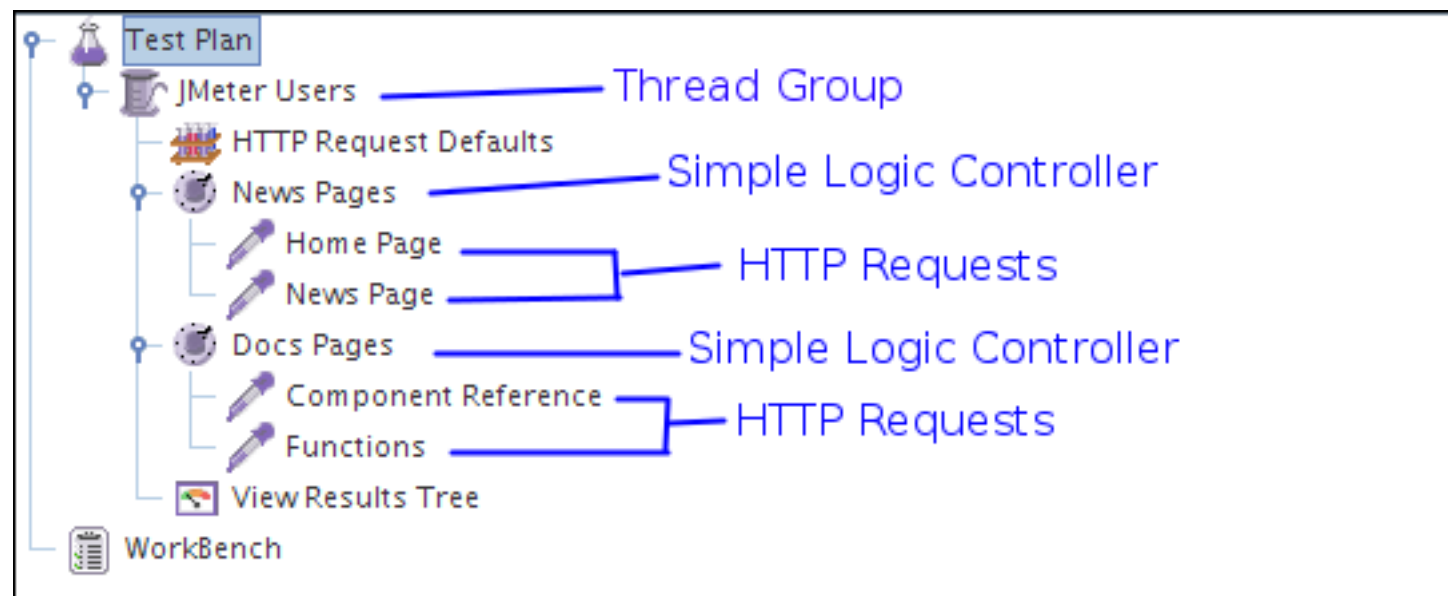 Test Plan
JMeter Users Thread Group
HTTP Request Defaults
News Pages Simple Logic Controller
Home Page
HTTP Requests
News Page
Docs Pages Simple Logic Controller
Component Reference
HTTP Requests
Functions
View Results Tree
WorkBench